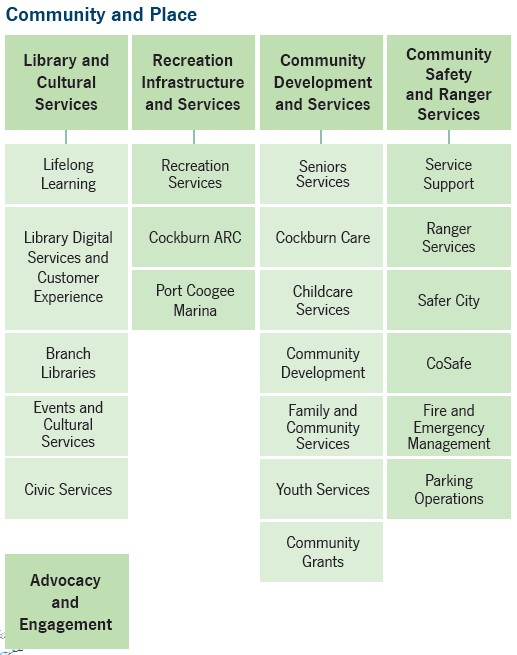 Community and Place
Library and
Cultural
Services
Lifelong
Learning
Library Digital
Services and
Customer
Experience
Branch
Libraries
Events and
Cultural
Services
Civic Services
Recreation
Infrastructure
and Services
Recreation
Services
Cockburn ARC
Port Coogee
Marina
Community
Development
and Services
Seniors
Services
Cockburn Care
Childcare
Services
Community
Development
Family and
Community
Services
Youth Services
Community
Grants
Community
Safety
and Ranger
Services
Service
Support
Ranger
Services
Safer City
CoSafe
Fire and
Emergency
Management
Parking
Operations
Advocacy
and
Engagement